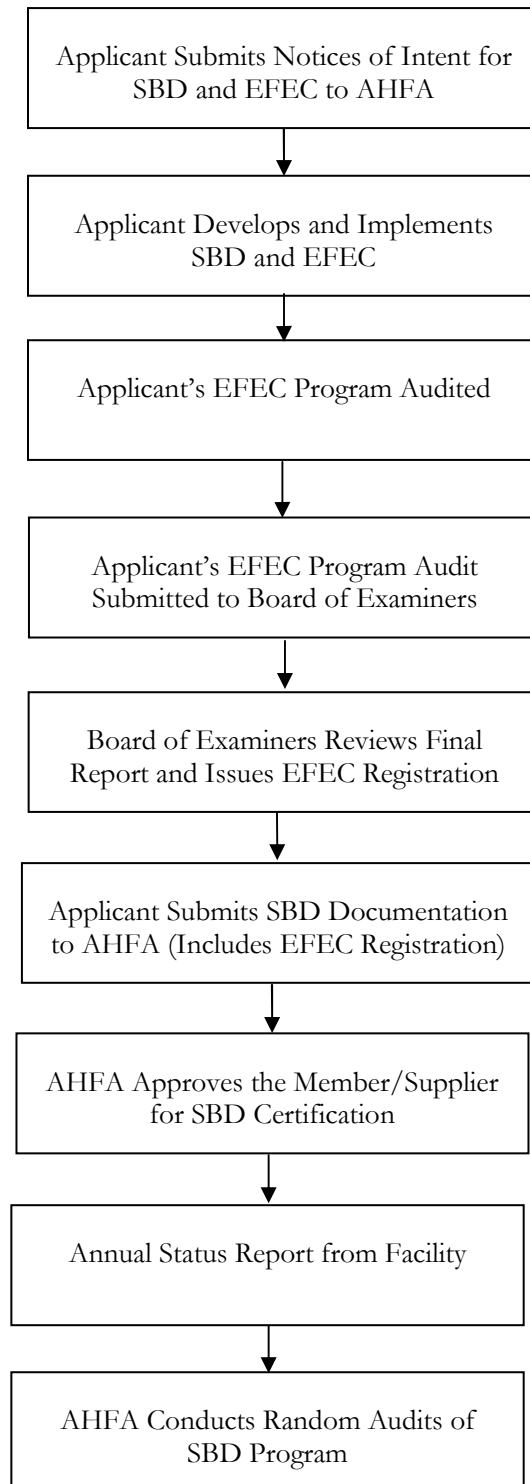 Applicant Submits Notices of Intent for
SBD and EFEC to AHFA
Applicant Develops and Implements
SBD and EFEC
Applicant’s EFEC Program Audited
Applicant’s EFEC Program Audit
Submitted to Board of Examiners
Board of Examiners Reviews Final
Report and Issues EFEC Registration
Applicant Submits SBD Documentation
to AHFA (Includes EFEC Registration)
AHFA Approves the Member/Supplier
for SBD Certification
Annual Status Report from Facility
AHFA Conducts Random Audits of
SBD Program